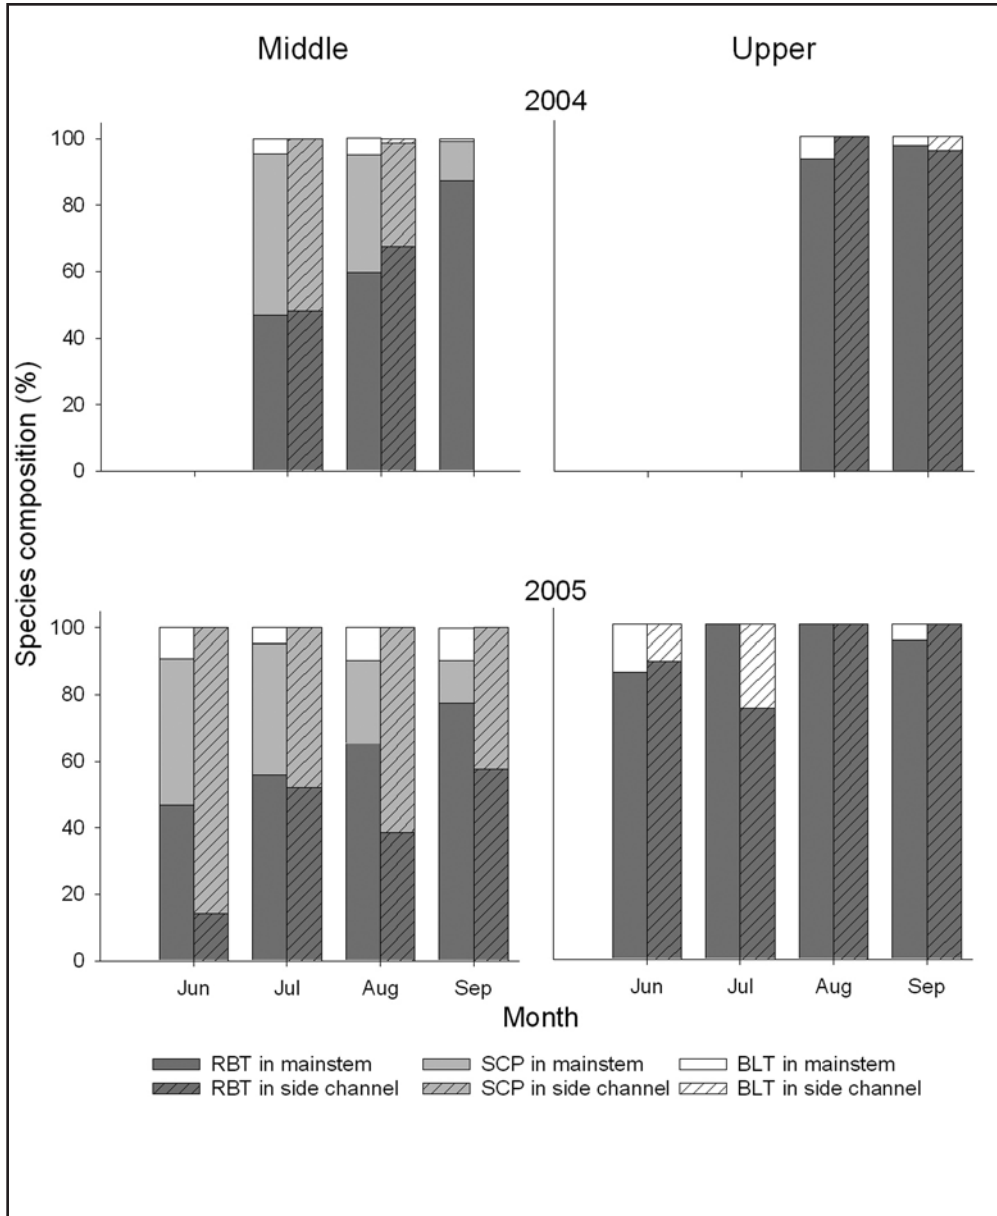 Middle Upper
2004
100
80
60
40
20
0
Species composition (%)
2005
100
80
60
40
20
0
Jun Jul Aug Sep Jun Jul Aug Sep
Month
RBT in mainstem SCP in mainstem BLT in mainstem
RBT in side channel SCP in side channel BLT in side channel